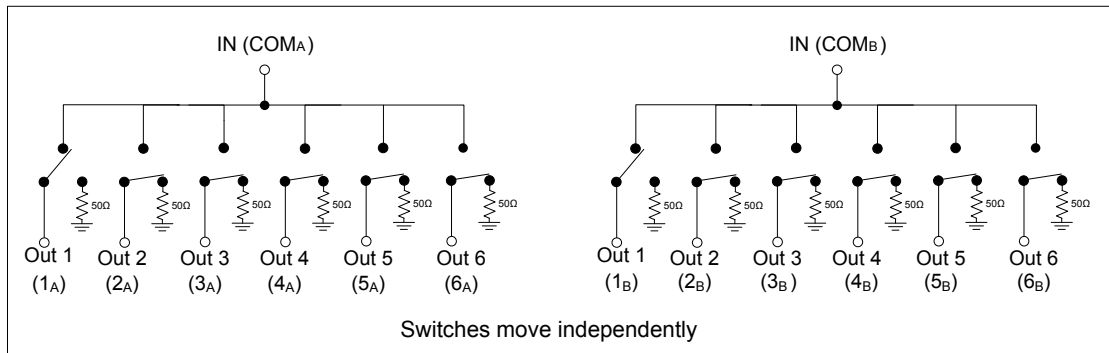 IN (COMA) IN (COMB)
50Ω 50Ω 50Ω 50Ω 50Ω 50Ω 50Ω 50Ω 50Ω 50Ω 50Ω 50Ω
Out 1 Out 2 Out 3 Out 4 Out 5 Out 6 Out 1 Out 2 Out 3 Out 4 Out 5 Out 6
(1A) (2A) (3A) (4A) (5A) (6A) (1B) (2B) (3B) (4B) (5B) (6B)
Switches move independently